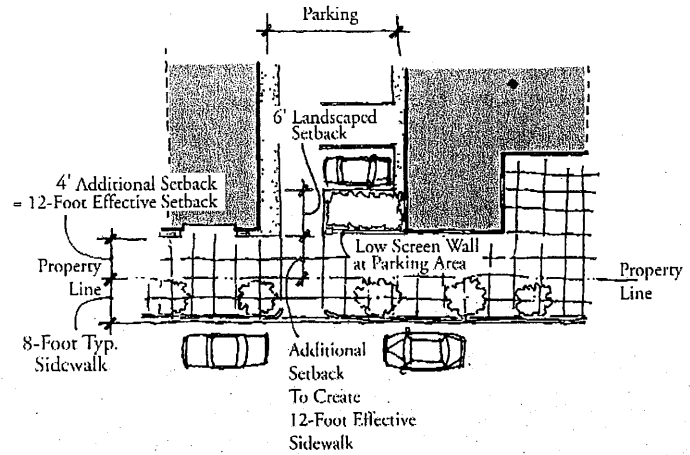 Parking
6' Landscaped
Setback
4' Additional Setback
= 12-Foot Effective Setback
Low Screen Wall
at Parking Area
Property
Line
Property
Line
8-Foot Typ.
Sidewalk
Additional
Setback
To Create
12-Foot Effective
Sidewalk